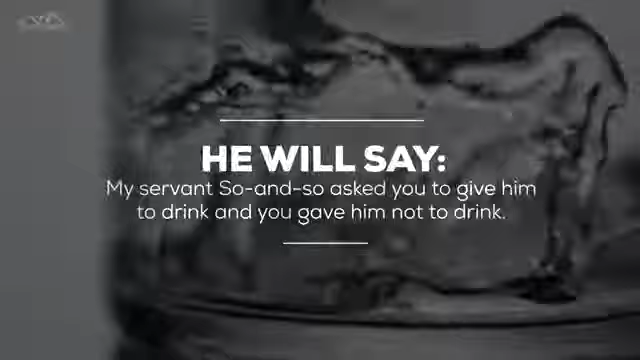 HE WILL SAY:
My servant So-and-so asked you to give him
to drink and you gave him not to drink.